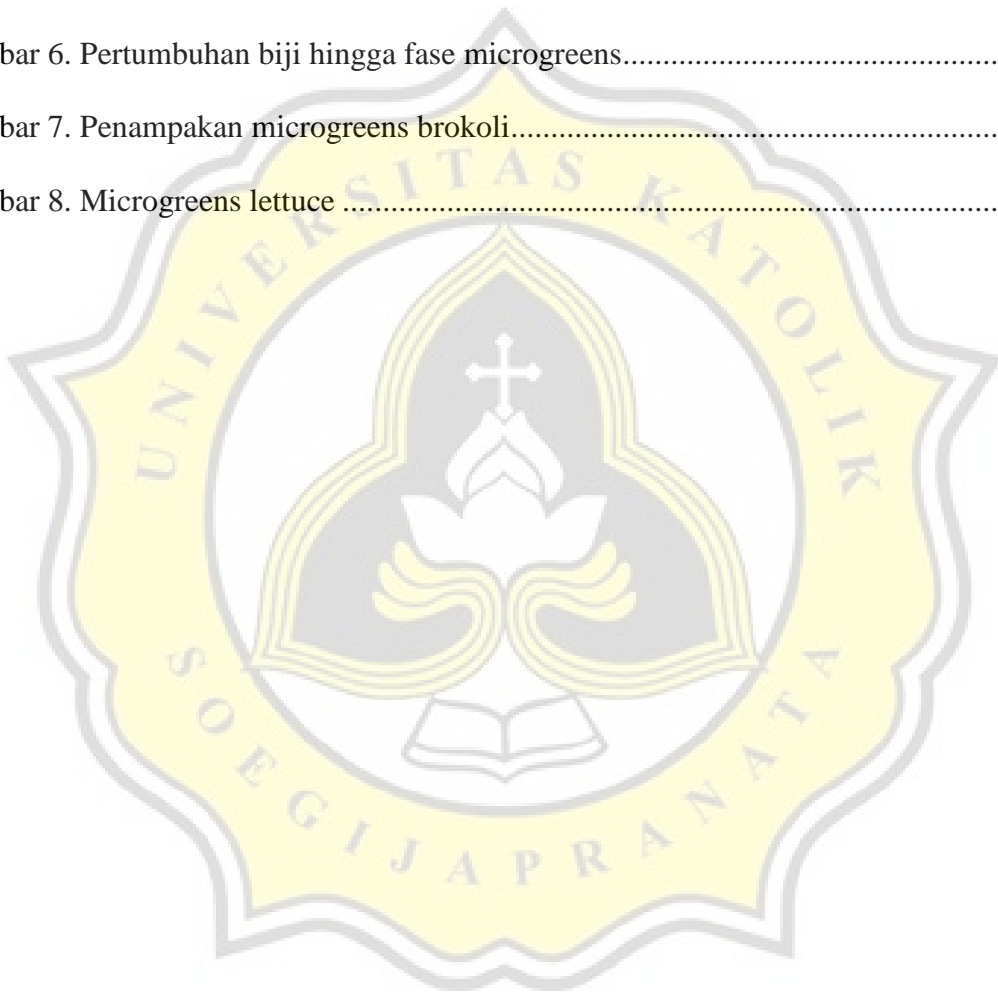 bar 6. Pertumbuhan biji hingga fase microgreens...............................................
bar 7. Penampakan microgreens brokoli.............................................................
bar 8. Microgreens lettuce ..................................................................................
UNIVERSITAS KATOLIK
SOEGIJAPRANATA